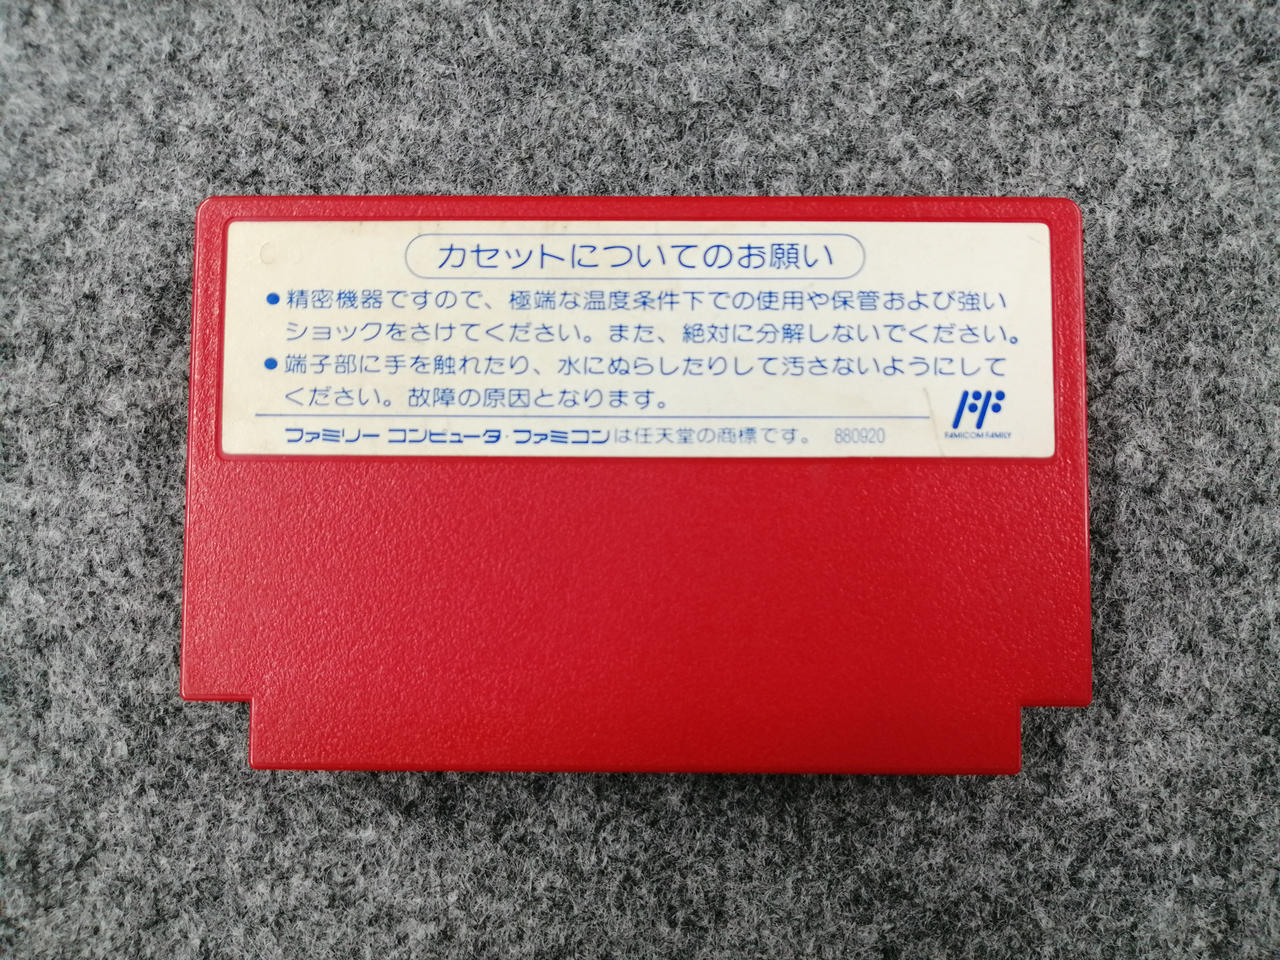 カセットについてのお願い
●精密機器ですので、極端な温度条件下での使用や保管および強い
ショックをさけてください。また、絶対に分解しないでください。
●端子部に手を触れたり、水にぬらしたりして汚さないようにして
ください。故障の原因となります。
ファミリー コンピュータ・ファミコンは任天堂の商標です。 880920
FF
FAMICOM FAMILY